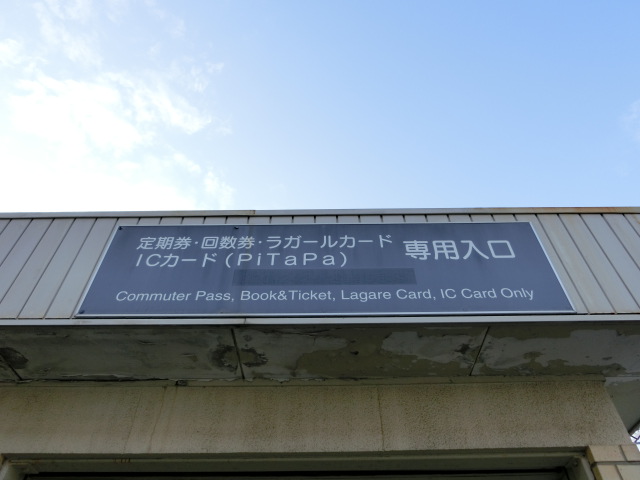 定期券・回数券・ラガールカード 専用入口
ICカード(PiTaPa)
Commuter Pass, Book&Ticket, Lagare Card, IC Card Only